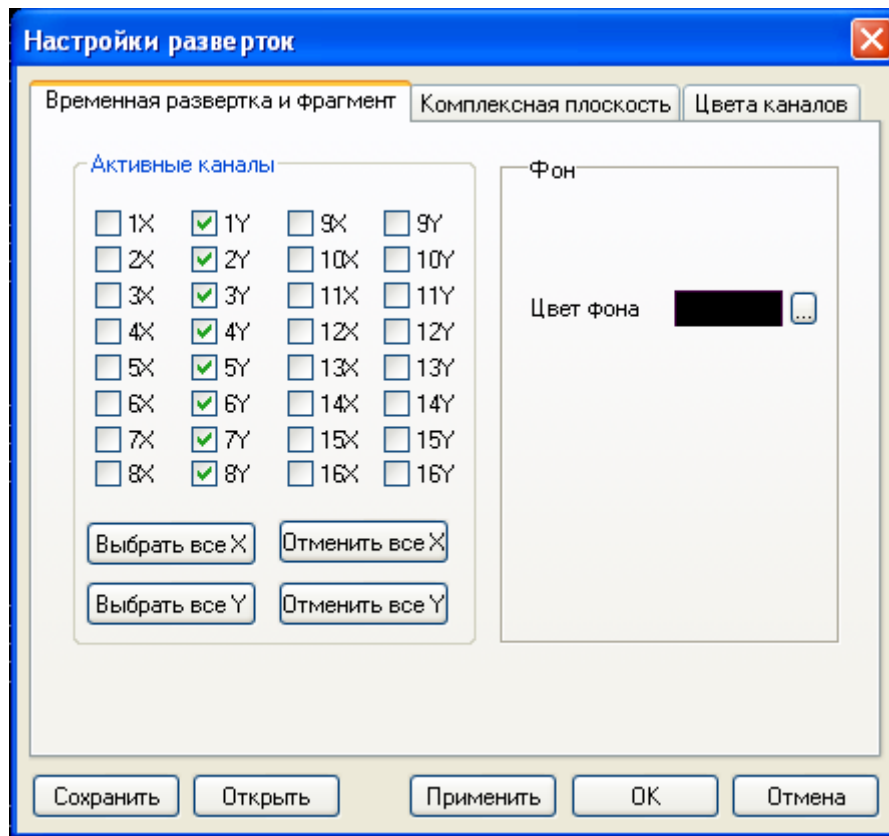 Настройки разверток
Временная развертка и фрагмент Комплексная плоскость Цвета каналов
Активные каналы
1X 1Y 9X 9Y
2X 2Y 10X 10Y
3X 3Y 11X 11Y
4X 4Y 12X 12Y
5X 5Y 13X 13Y
6X 6Y 14X 14Y
7X 7Y 15X 15Y
8X 8Y 16X 16Y
Выбрать все X Отменить все X
Выбрать все Y Отменить все Y
Фон
Цвет фона ...
Сохранить Открыть Применить OK Отмена